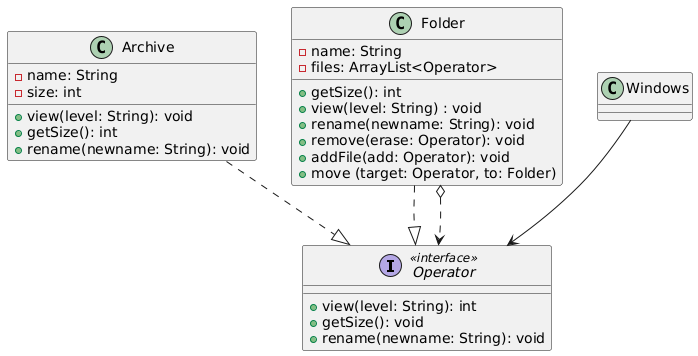 C Archive
name: String
size: int
view(level: String): void
getSize(): int
rename(newname: String): void
C Folder
name: String
files: ArrayList<Operator>
getSize(): int
view(level: String) : void
rename(newname: String): void
remove(erase: Operator): void
addFile(add: Operator): void
move (target: Operator, to: Folder)
C Windows
I «interface»
Operator
view(level: String): int
getSize(): void
rename(newname: String): void